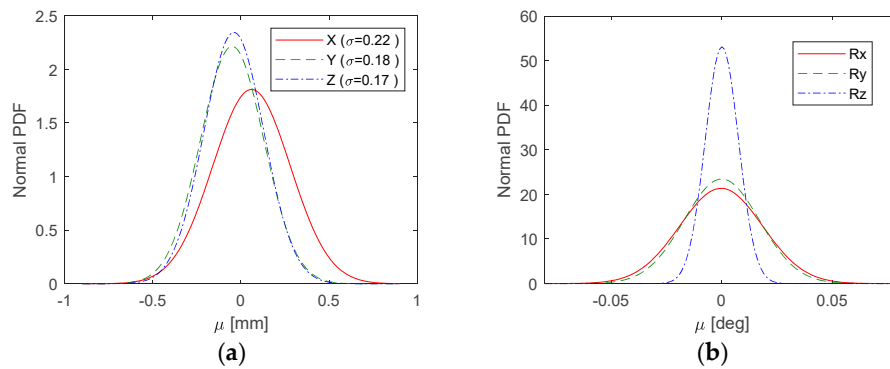 2.5
2
1.5
1
0.5
0
Normal PDF
-1
-0.5
0
0.5
1
μ [mm]
X (σ=0.22 )
Y (σ=0.18 )
Z (σ=0.17 )
(a)
60
50
40
30
20
10
0
Normal PDF
-0.05
0
0.05
μ [deg]
Rx
Ry
Rz
(b)